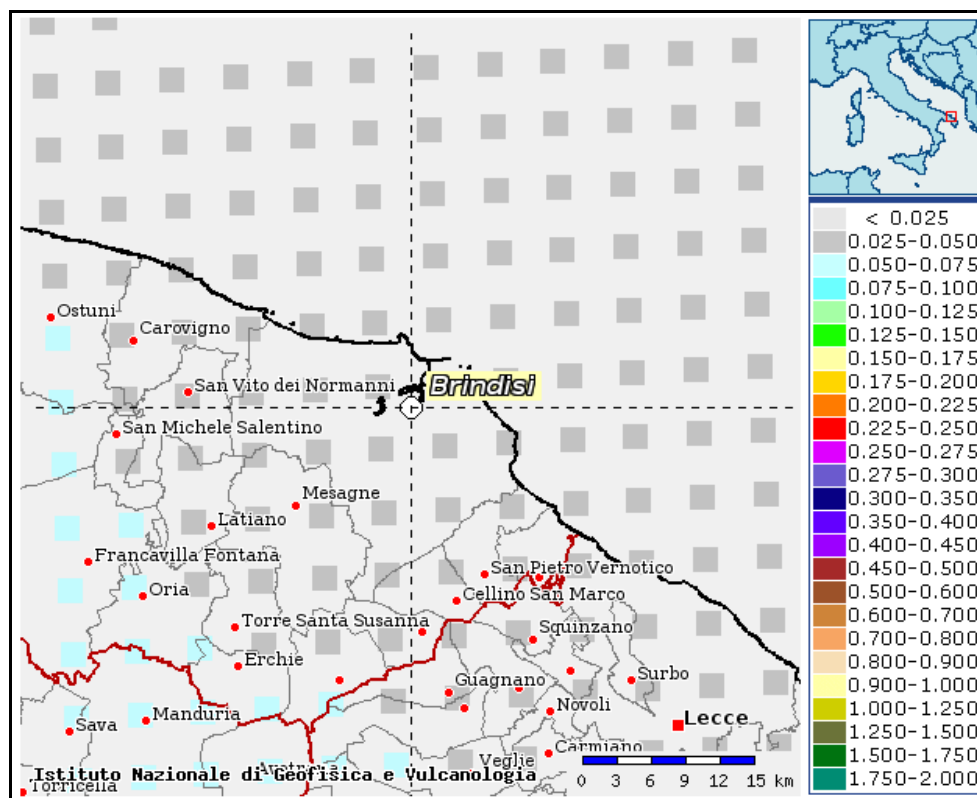 Ostuni
Carovigno
San Vito dei Normanni
Brindisi
San Michele Salentino
Mesagne
Latiano
Francavilla Fontana
San Pietro Vernotico
Oria
Cellino San Marco
Torre Santa Susanna
Squinzano
Erchie
Surbo
Guagnano
Novoli
Manduria
Lecce
Sava
Carmiano
Veglie
Istituto Nazionale di Geofisica e Vulcanologia
Torricella
0 3 6 9 12 15 km
< 0.025
0.025-0.050
0.050-0.075
0.075-0.100
0.100-0.125
0.125-0.150
0.150-0.175
0.175-0.200
0.200-0.225
0.225-0.250
0.250-0.275
0.275-0.300
0.300-0.350
0.350-0.400
0.400-0.450
0.450-0.500
0.500-0.600
0.600-0.700
0.700-0.800
0.800-0.900
0.900-1.000
1.000-1.250
1.250-1.500
1.500-1.750
1.750-2.000